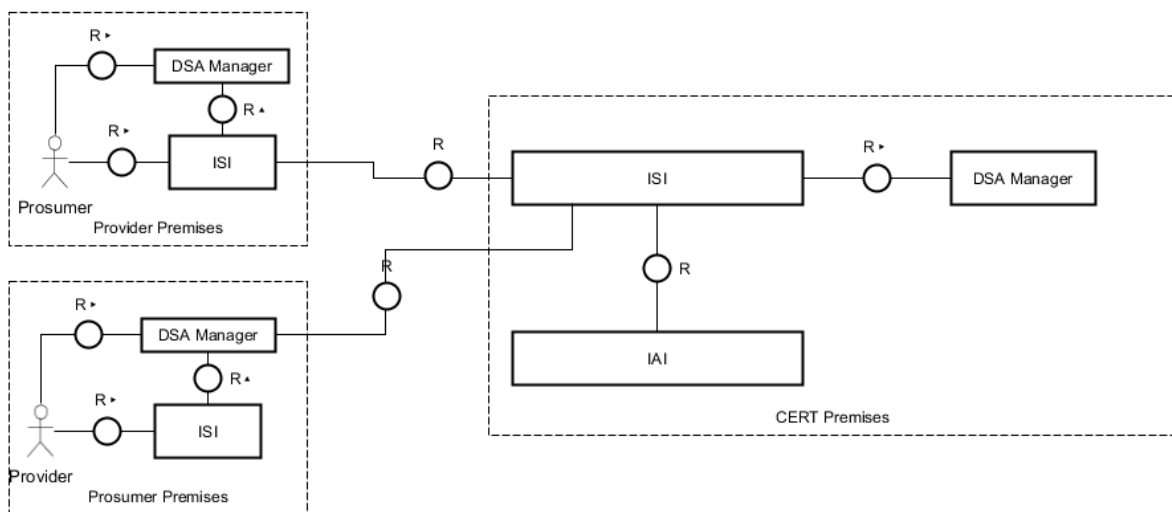 R ▸
DSA Manager
R ▴
R ▸
ISI
Prosumer
Provider Premises
R
ISI
R ▸
DSA Manager
R
R
IAI
CERT Premises
R ▸
DSA Manager
R ▴
R ▸
ISI
Provider
Prosumer Premises